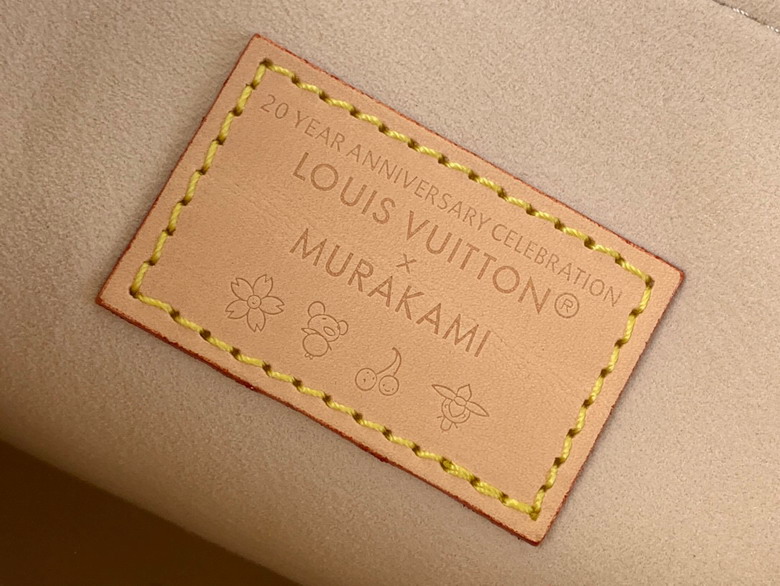 20 YEAR ANNIVERSARY CELEBRATION
LOUIS VUITTON®
×
MURAKAMI